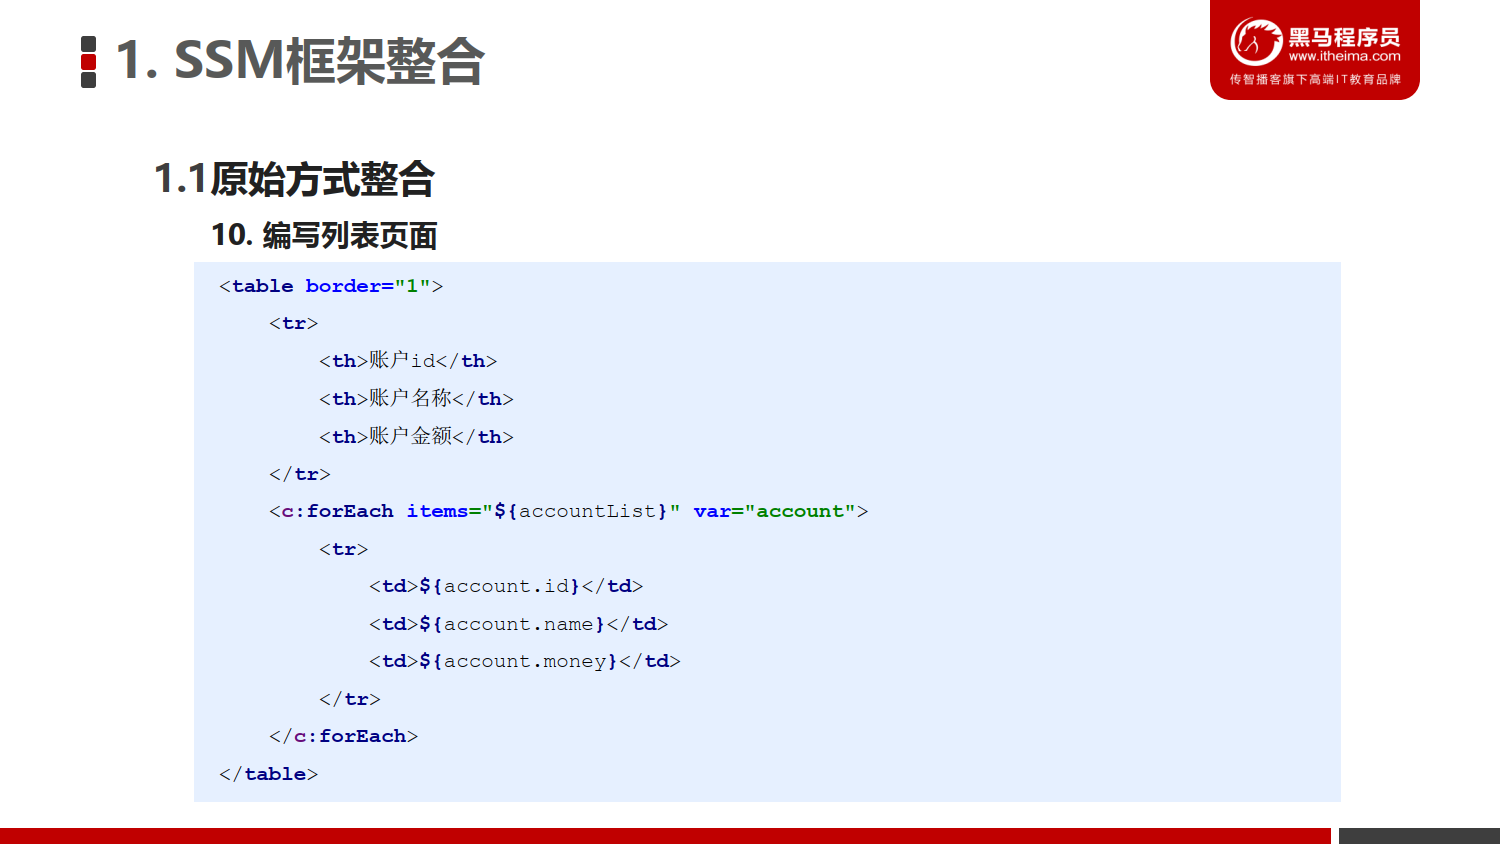 1. SSM框架整合
黑马程序员
www.itheima.com
传智播客旗下高端IT教育品牌
1.1原始方式整合
10. 编写列表页面
<table border="1">
    <tr>
        <th>账户id</th>
        <th>账户名称</th>
        <th>账户金额</th>
    </tr>
    <c:forEach items="${accountList}" var="account">
        <tr>
            <td>${account.id}</td>
            <td>${account.name}</td>
            <td>${account.money}</td>
        </tr>
    </c:forEach>
</table>